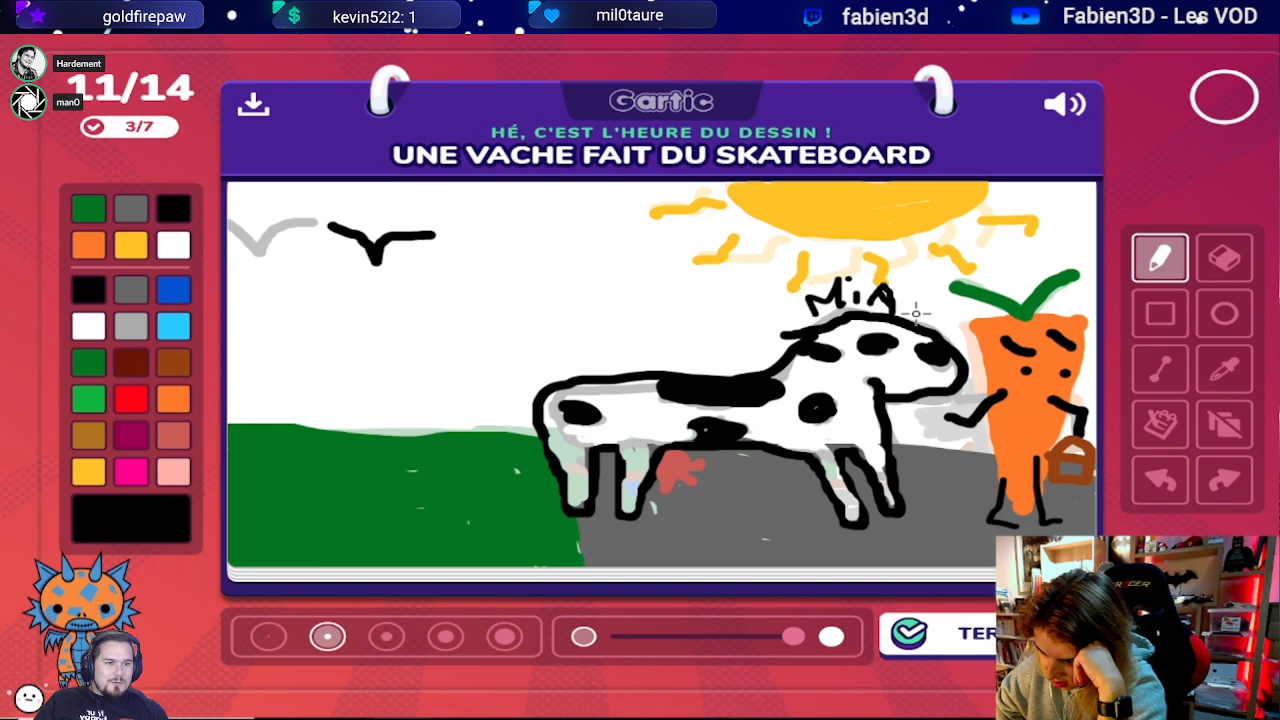 goldfirepaw
kevin52i2: 1
mil0taure
fabien3d
Fabien3D - Les VOD
Hardement
11/14
man0
3/7
Gartic
HÉ, C'EST L'HEURE DU DESSIN !
UNE VACHE FAIT DU SKATEBOARD
TER